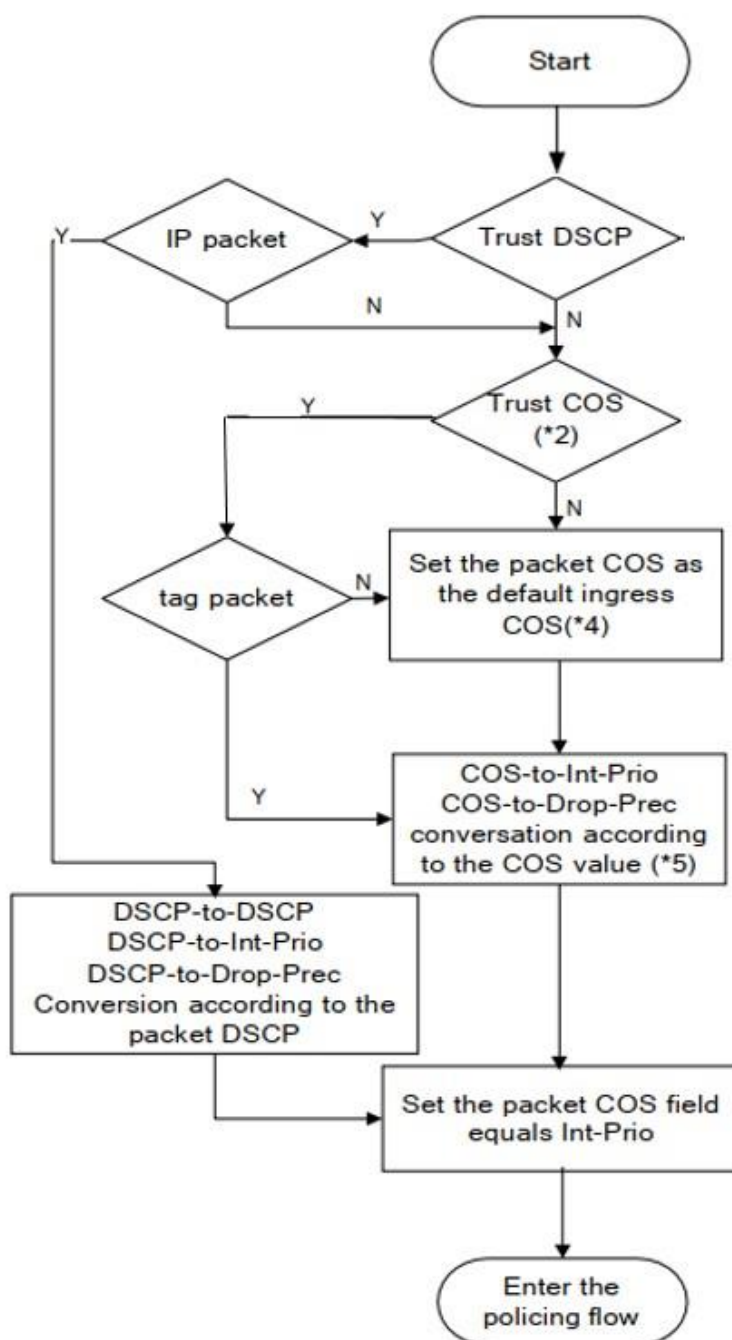 Start
Trust DSCP
Y
IP packet
Y
N
N
Trust COS
(*2)
Y
N
Set the packet COS as
the default ingress
COS(*4)
tag packet
N
Y
COS-to-Int-Prio
COS-to-Drop-Prec
conversation according
to the COS value (*5)
DSCP-to-DSCP
DSCP-to-Int-Prio
DSCP-to-Drop-Prec
Conversion according to the
packet DSCP
Set the packet COS field
equals Int-Prio
Enter the
policing flow